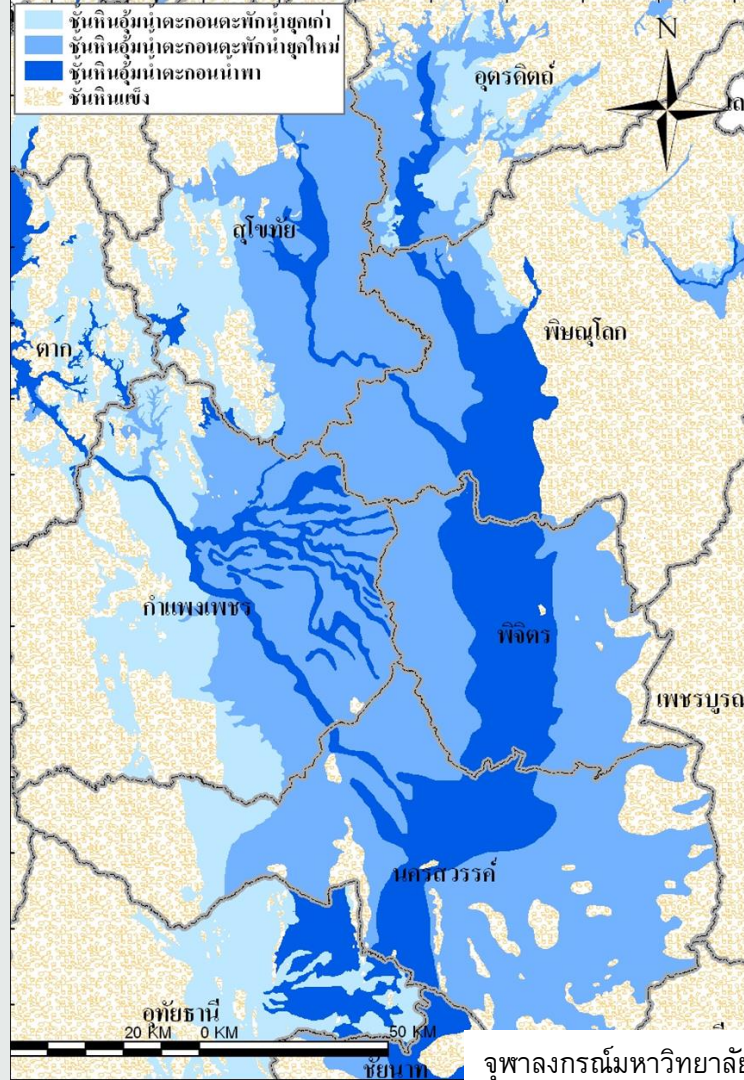 ชั้นหินอุ้มน้ำตะกอนตะพักน้ำยุคเก่า
ชั้นหินอุ้มน้ำตะกอนตะพักน้ำยุคใหม่
ชั้นหินอุ้มน้ำตะกอนน้ำพา
ชั้นหินแข็ง
N
อุตรดิตถ์
สุโขทัย
พิษณุโลก
ตาก
กำแพงเพชร
พิจิตร
เพชรบูรณ
นครสวรรค์
อุทัยธานี
20 KM 0 KM 50 KM
ชัยนาท
จุฬาลงกรณ์มหาวิทยาลัย